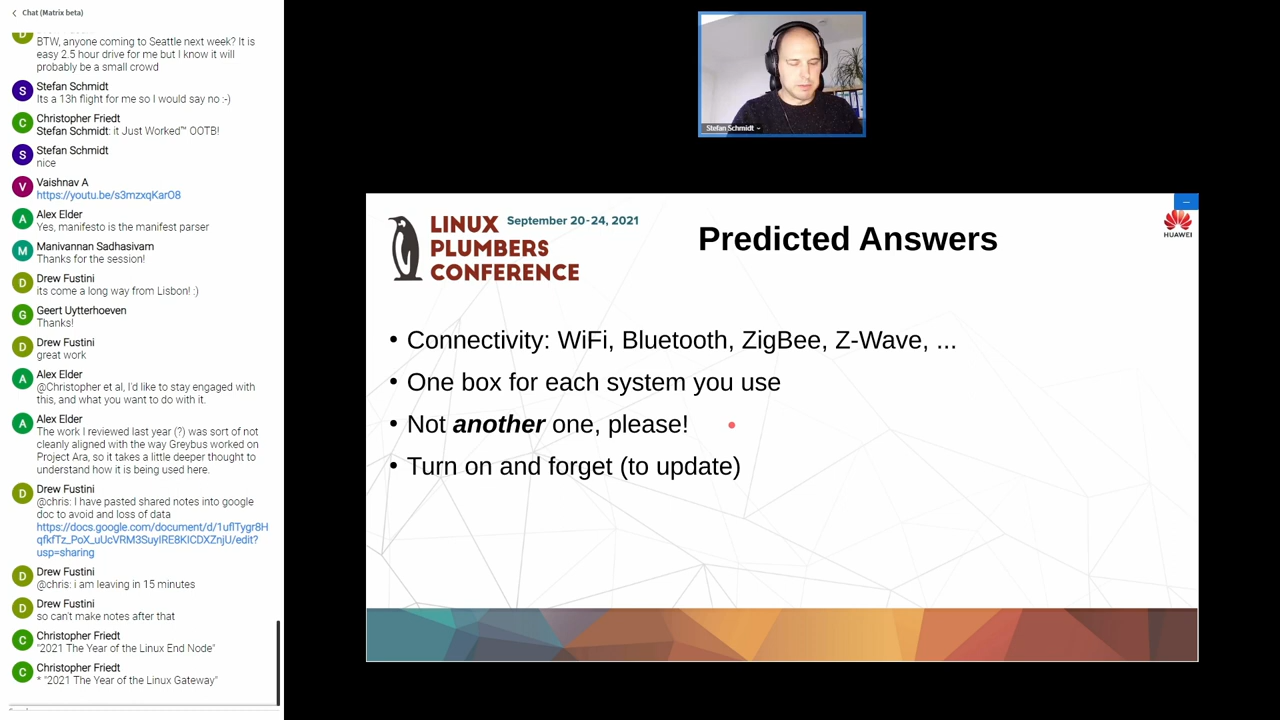 Chat (Matrix beta)
BTW, anyone coming to Seattle next week? It is
easy 2.5 hour drive for me but I know it will
probably be a small crowd
S
Stefan Schmidt
Its a 13h flight for me so I would say no :-)
C
Christopher Friedt
Stefan Schmidt: it Just Worked™ OOTB!
S
Stefan Schmidt
nice
V
Vaishnav A
https://youtu.be/s3mzxqKarO8
A
Alex Elder
Yes, manifesto is the manifest parser
M
Manivannan Sadhasivam
Thanks for the session!
D
Drew Fustini
its come a long way from Lisbon! :)
G
Geert Uytterhoeven
Thanks!
D
Drew Fustini
great work
A
Alex Elder
@Christopher et al, I'd like to stay engaged with
this, and what you want to do with it.
A
Alex Elder
The work I reviewed last year (?) was sort of not
cleanly aligned with the way Greybus worked on
Project Ara, so it takes a little deeper thought to
understand how it is being used here.
D
Drew Fustini
@chris: I have pasted shared notes into google
doc to avoid and loss of data
https://docs.google.com/document/d/1uflTygr8H
qfkfTz_PoX_uUcVRM3SuyIRE8KICDXZnjU/edit?
usp=sharing
D
Drew Fustini
@chris: i am leaving in 15 minutes
D
Drew Fustini
so can't make notes after that
C
Christopher Friedt
"2021 The Year of the Linux End Node"
C
Christopher Friedt
* "2021 The Year of the Linux Gateway"
Stefan Schmidt
LINUX
PLUMBERS
CONFERENCE
September 20-24, 2021
Predicted Answers
HUAWEI
• Connectivity: WiFi, Bluetooth, ZigBee, Z-Wave, ...
• One box for each system you use
• Not another one, please!
• Turn on and forget (to update)